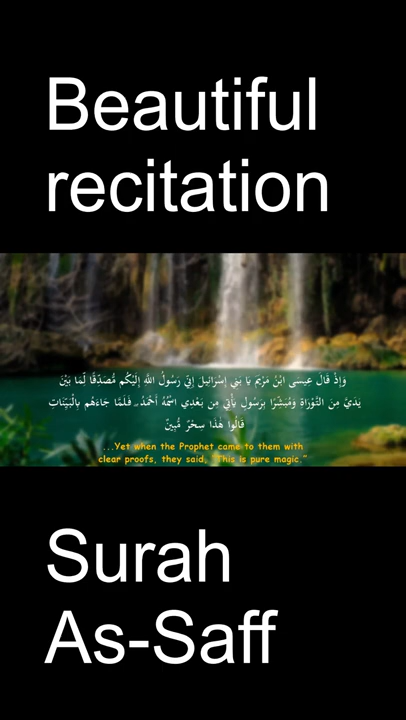 Beautiful
recitation
وَإِذْ قَالَ عِيسَى ابْنُ مَرْيَمَ يَا بَنِي إِسْرَائِيلَ إِنِّي رَسُولُ اللَّهِ إِلَيْكُم مُّصَدِّقًا لِّمَا بَيْنَ
يَدَيَّ مِنَ التَّوْرَاةِ وَمُبَشِّرًا بِرَسُولٍ يَأْتِي مِن بَعْدِي اسْمُهُ أَحْمَدُ ۖ فَلَمَّا جَاءَهُم بِالْبَيِّنَاتِ
قَالُوا هَٰذَا سِحْرٌ مُّبِينٌ
...Yet when the Prophet came to them with
clear proofs, they said, "This is pure magic."
Surah
As-Saff